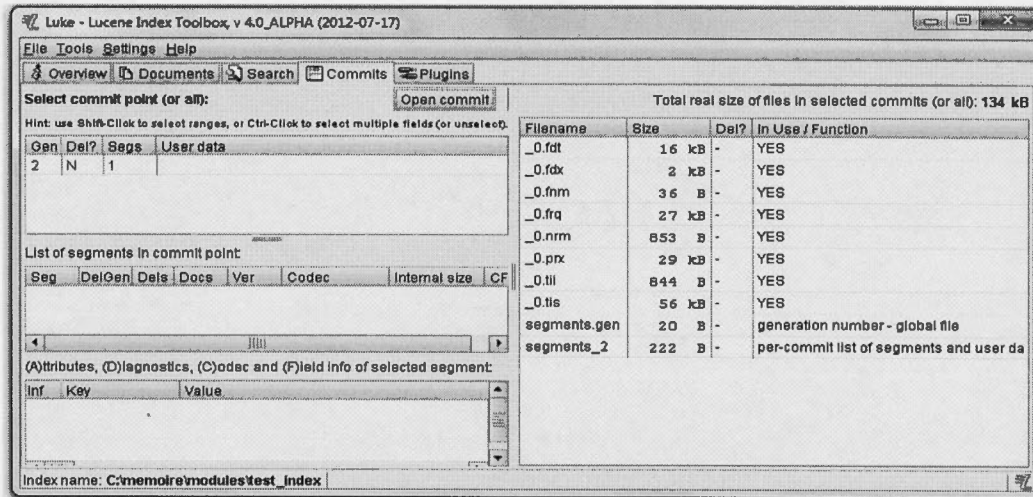 Luke - Lucene Index Toolbox, v 4.0_ALPHA (2012-07-17)
File Tools Settings Help
Overview Documents Search Commits Plugins
Select commit point (or all): Open commit
Hint: use Shift-Click to select ranges, or Ctrl-Click to select multiple fields (or unselect).
Gen Del? Segs User data
2 N 1
List of segments in commit point:
Seg DelGen Dels Docs Ver Codec Internal size CF
(A)ttributes, (D)iagnostics, (C)odec and (F)ield info of selected segment:
Inf Key Value
Total real size of files in selected commits (or all): 134 kB
Filename Size Del? In Use / Function
_0.fdt 16 kB - YES
_0.fdx 2 kB - YES
_0.fnm 36 B - YES
_0.frq 27 kB - YES
_0.nrm 853 B - YES
_0.prx 29 kB - YES
_0.tii 844 B - YES
_0.tis 56 kB - YES
segments.gen 20 B - generation number - global file
segments_2 222 B - per-commit list of segments and user da
Index name: C:\memoire\modules\test_index